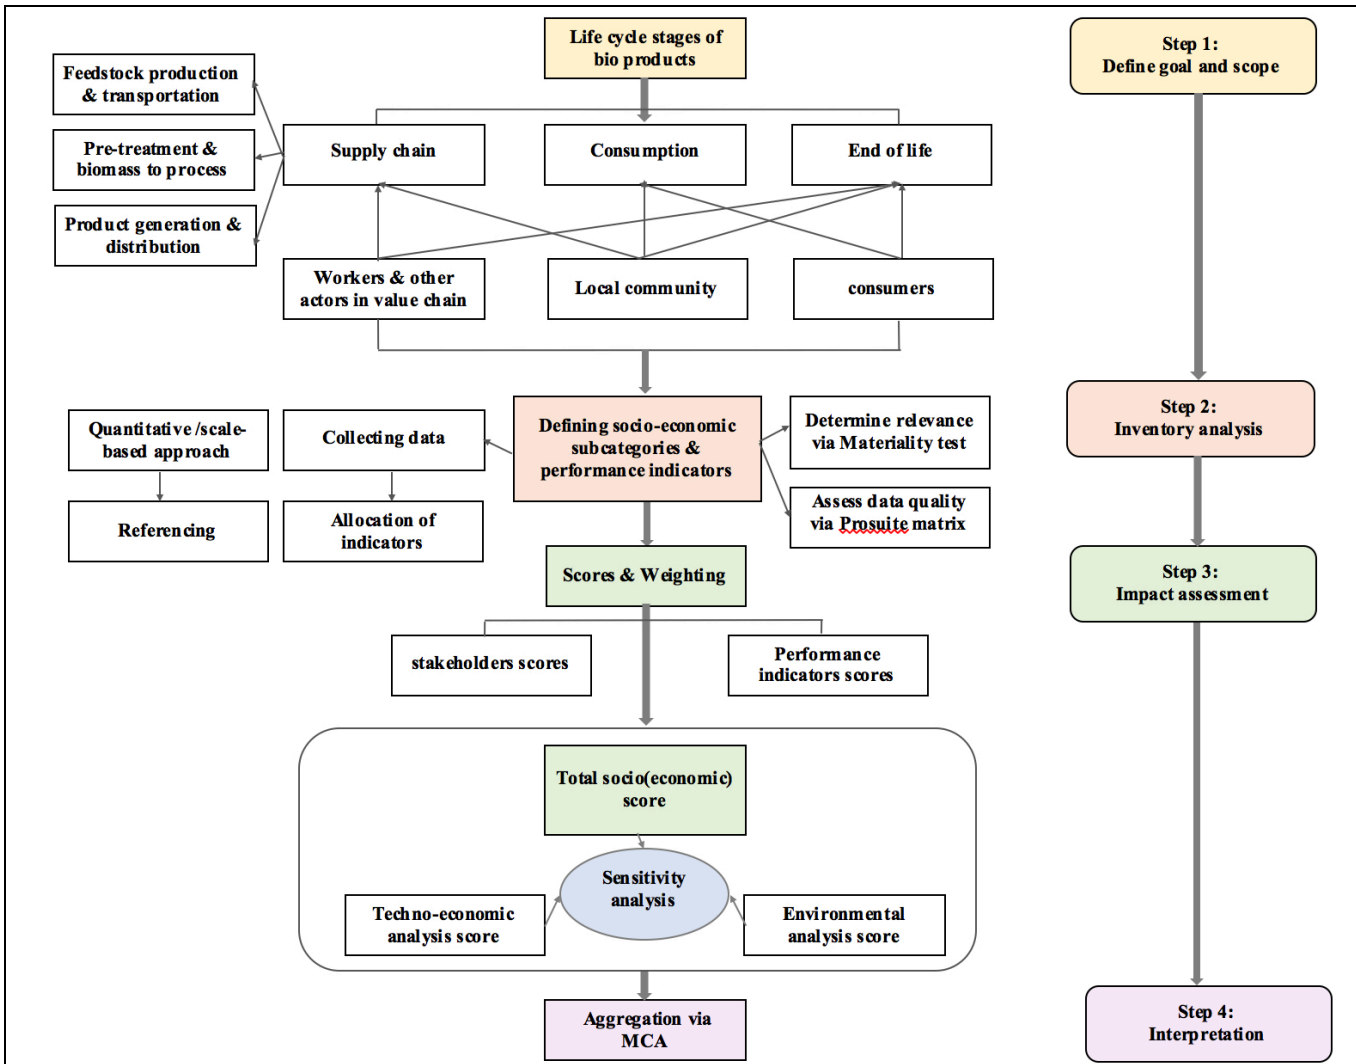 Life cycle stages of
bio products
Step 1:
Define goal and scope
Feedstock production
& transportation
Pre-treatment &
biomass to process
Product generation &
distribution
Supply chain
Consumption
End of life
Workers & other
actors in value chain
Local community
consumers
Quantitative /scale-
based approach
Referencing
Collecting data
Allocation of
indicators
Defining socio-economic
subcategories &
performance indicators
Determine relevance
via Materiality test
Assess data quality
via Prosuite matrix
Step 2:
Inventory analysis
Scores & Weighting
Step 3:
Impact assessment
stakeholders scores
Performance
indicators scores
Total socio(economic)
score
Sensitivity
analysis
Techno-economic
analysis score
Environmental
analysis score
Aggregation via
MCA
Step 4:
Interpretation